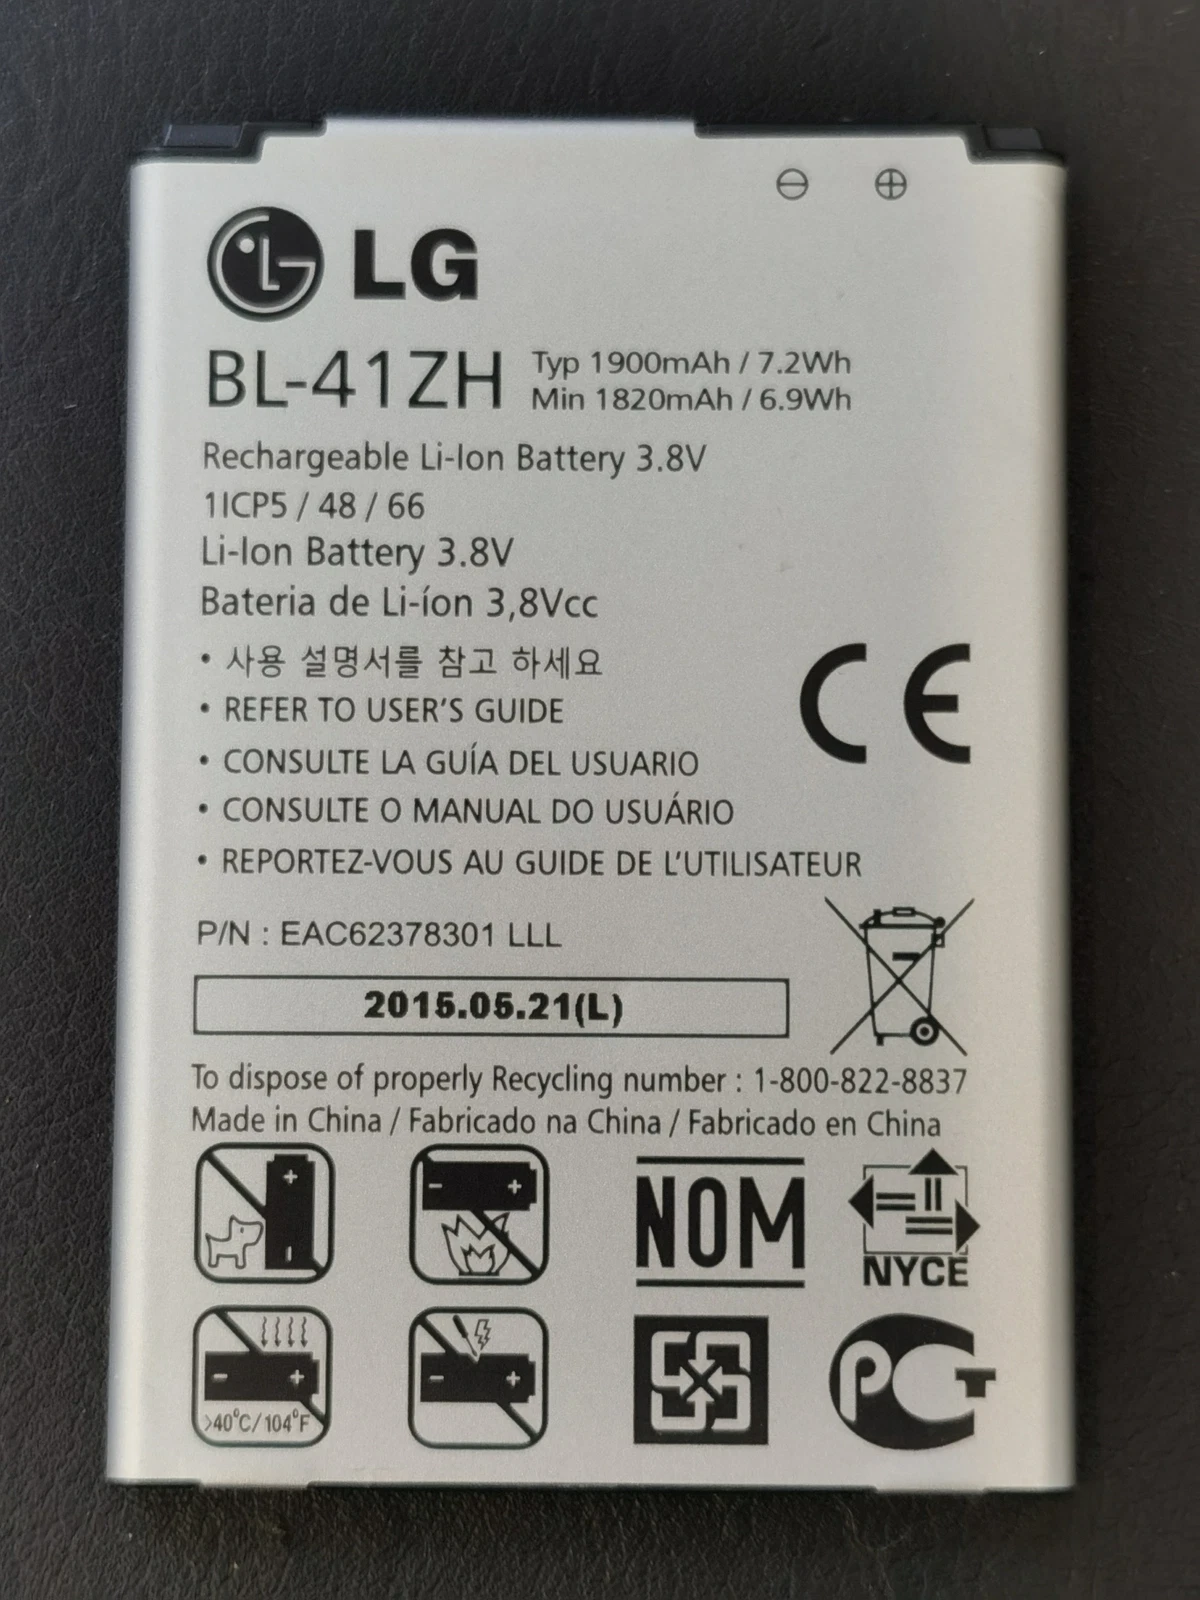 LG
BL-41ZH
Typ 1900mAh / 7.2Wh
Min 1820mAh / 6.9Wh
Rechargeable Li-Ion Battery 3.8V
1ICP5 / 48 / 66
Li-Ion Battery 3.8V
Bateria de Li-íon 3,8Vcc
• 사용 설명서를 참고 하세요
• REFER TO USER'S GUIDE
• CONSULTE LA GUÍA DEL USUARIO
• CONSULTE O MANUAL DO USUÁRIO
• REPORTEZ-VOUS AU GUIDE DE L'UTILISATEUR
CE
P/N : EAC62378301 LLL
2015.05.21(L)
To dispose of properly Recycling number : 1-800-822-8837
Made in China / Fabricado na China / Fabricado en China
NOM
NYCE
>40°C/104°F
PCT